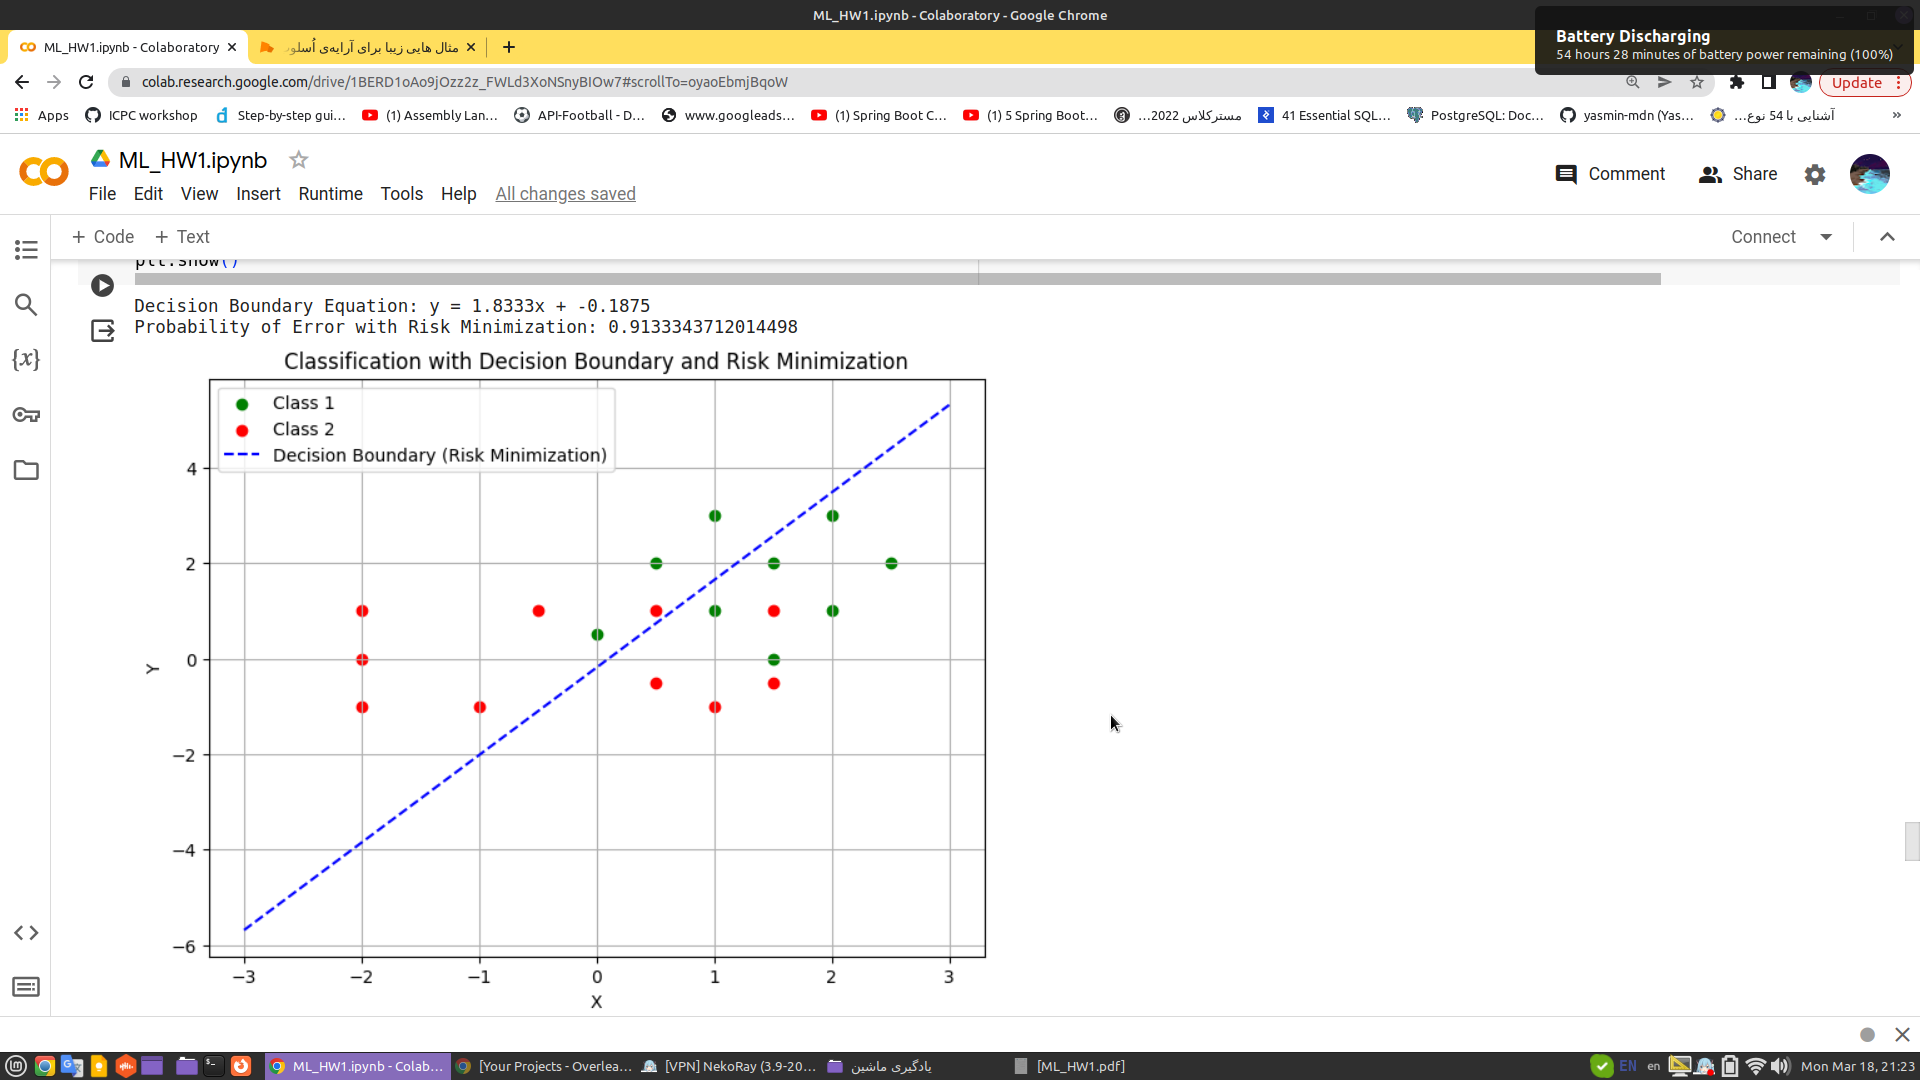 ML_HW1.ipynb - Colaboratory - Google Chrome
Battery Discharging
54 hours 28 minutes of battery power remaining (100%)
ML_HW1.ipynb - Colaboratory
مثال هایی زیبا برای آرایه‌ی اُسلوب
colab.research.google.com/drive/1BERD1oAo9jOzz2z_FWLd3XoNSnyBIOw7#scrollTo=oyaoEbmjBqoW
Update
Apps
ICPC workshop
Step-by-step gui...
(1) Assembly Lan...
API-Football - D...
www.googleads...
(1) Spring Boot C...
(1) 5 Spring Boot...
مسترکلاس 2022...
41 Essential SQL...
PostgreSQL: Doc...
yasmin-mdn (Yas...
آشنایی با 54 نوع...
»
ML_HW1.ipynb
Comment
Share
File Edit View Insert Runtime Tools Help All changes saved
+ Code + Text
Connect
plt.show()
Decision Boundary Equation: y = 1.8333x + -0.1875
Probability of Error with Risk Minimization: 0.9133343712014498
{x}
Classification with Decision Boundary and Risk Minimization
Class 1
Class 2
Decision Boundary (Risk Minimization)
4
2
0
−2
−4
−6
Y
−3 −2 −1 0 1 2 3
X
ML_HW1.ipynb - Colab...
[Your Projects - Overlea...
[VPN] NekoRay (3.9-20...
یادگیری ماشین
[ML_HW1.pdf]
EN
en
Mon Mar 18, 21:23